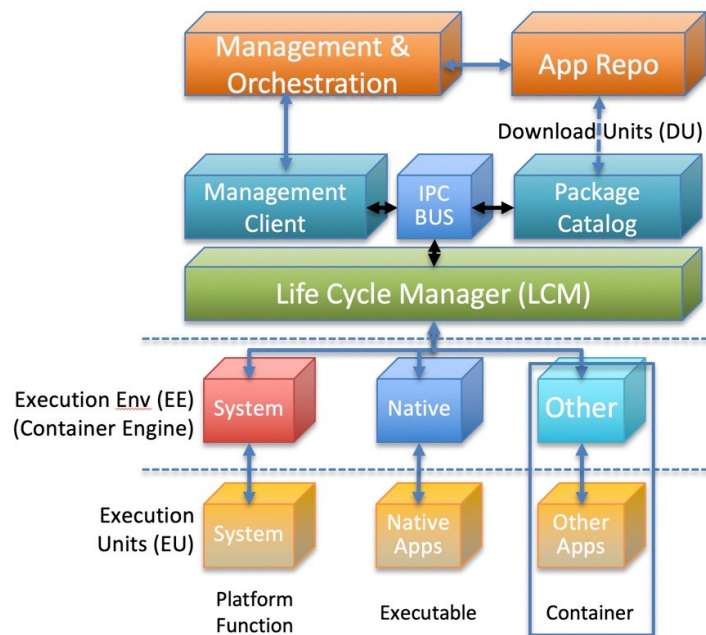 Management &
Orchestration
App Repo
Download Units (DU)
Management
Client
IPC
BUS
Package
Catalog
Life Cycle Manager (LCM)
Execution Env (EE)
(Container Engine)
System
Native
Other
Execution
Units (EU)
System
Native
Apps
Other
Apps
Platform
Function
Executable
Container